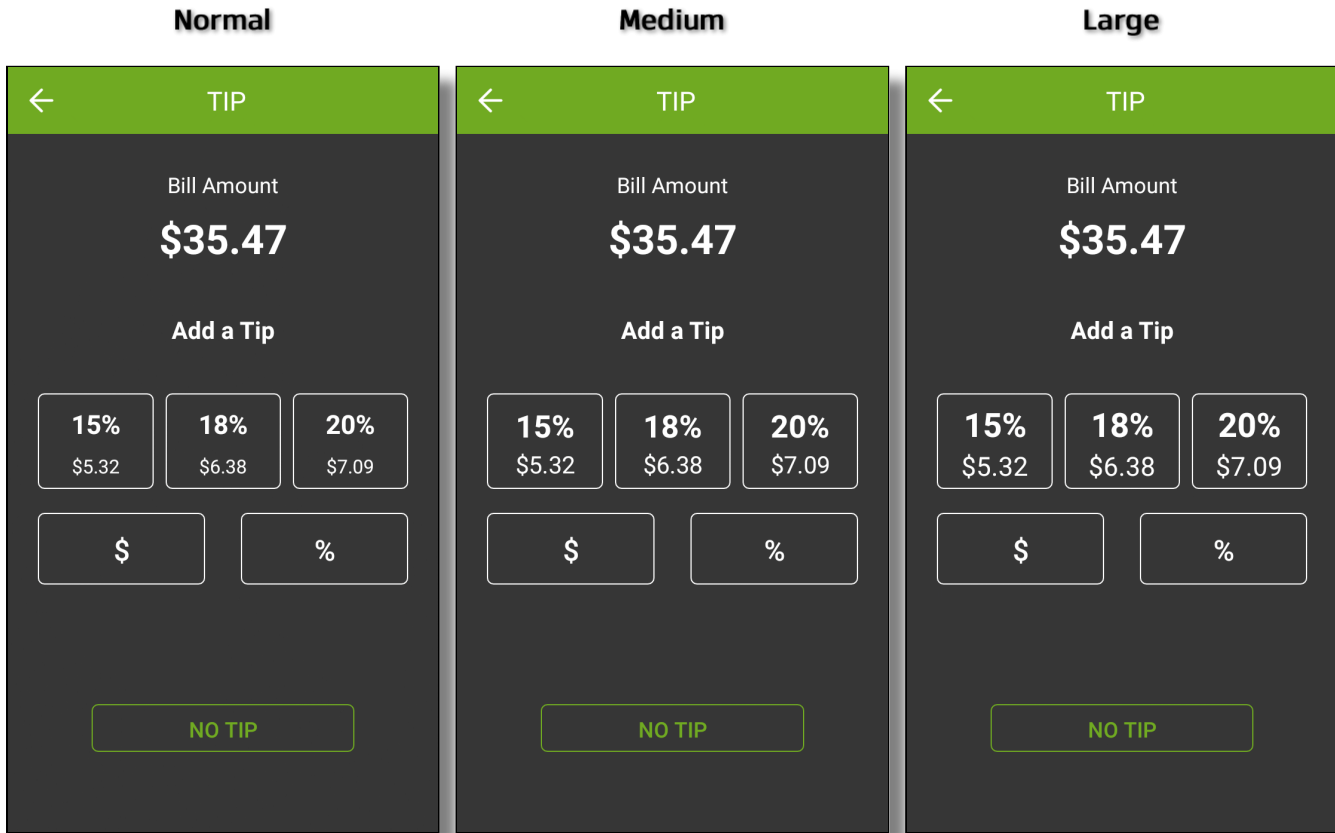 Normal Medium Large
TIP TIP TIP
Bill Amount Bill Amount Bill Amount
$35.47 $35.47 $35.47
Add a Tip Add a Tip Add a Tip
15% 18% 20% 15% 18% 20% 15% 18% 20%
$5.32 $6.38 $7.09 $5.32 $6.38 $7.09 $5.32 $6.38 $7.09
$ % $ % $ %
NO TIP NO TIP NO TIP